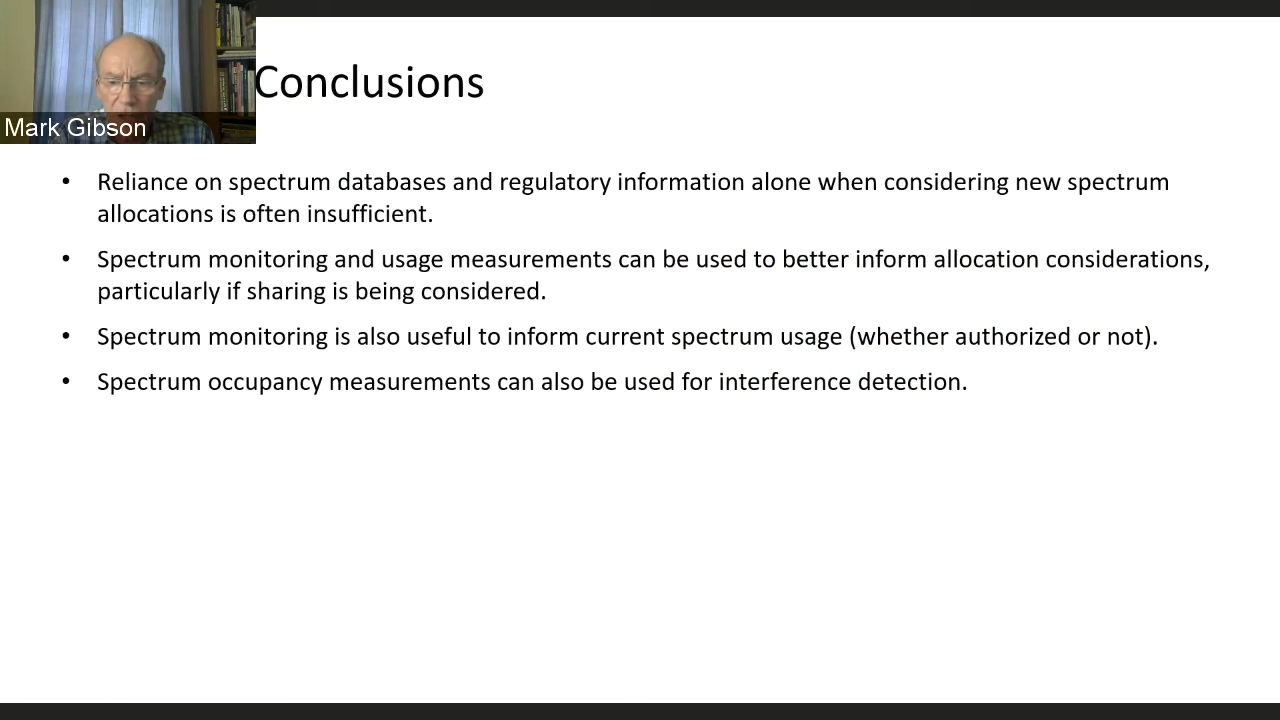 Conclusions
Mark Gibson
• Reliance on spectrum databases and regulatory information alone when considering new spectrum
allocations is often insufficient.
• Spectrum monitoring and usage measurements can be used to better inform allocation considerations,
particularly if sharing is being considered.
• Spectrum monitoring is also useful to inform current spectrum usage (whether authorized or not).
• Spectrum occupancy measurements can also be used for interference detection.